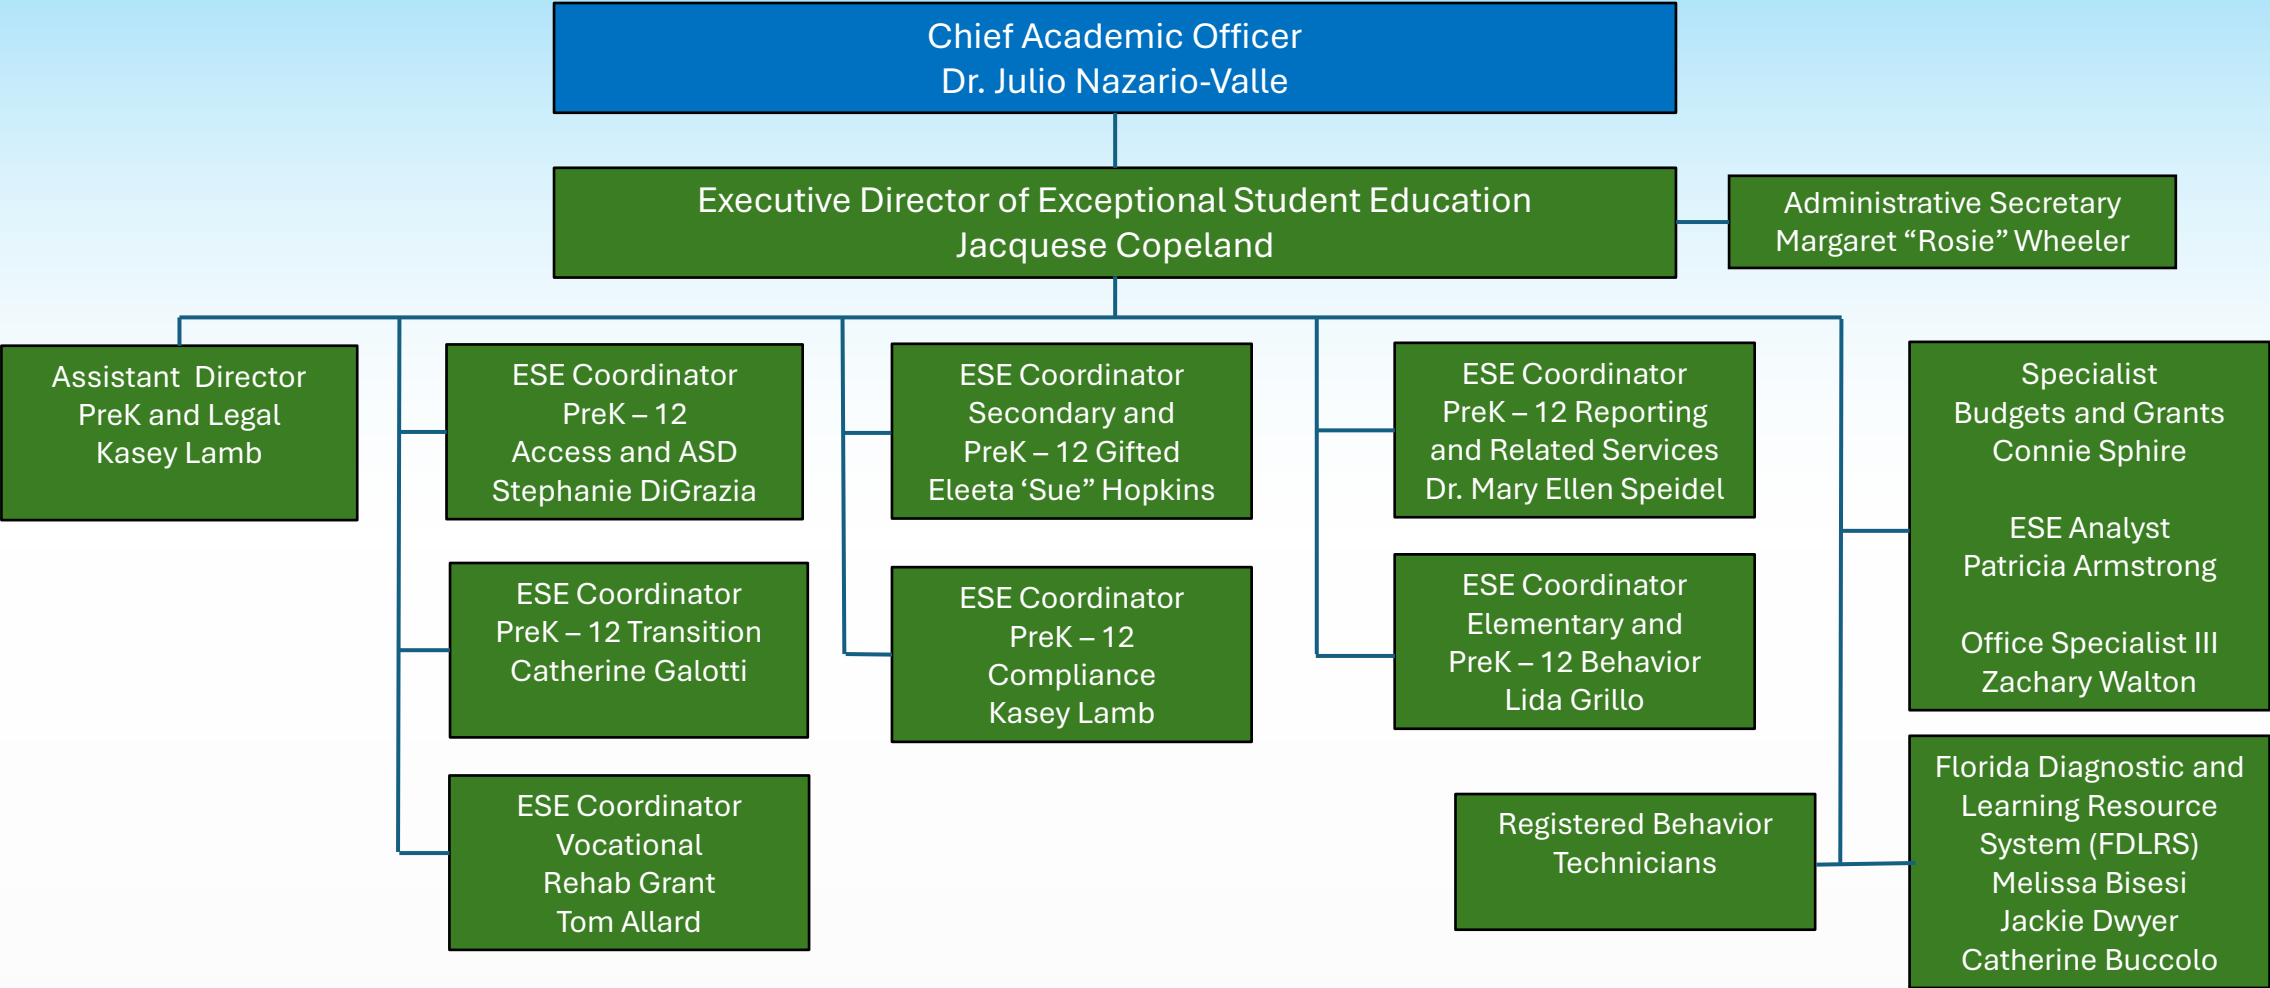 Chief Academic Officer
Dr. Julio Nazario-Valle
Executive Director of Exceptional Student Education
Jacquese Copeland
Administrative Secretary
Margaret “Rosie” Wheeler
Assistant  Director
PreK and Legal
Kasey Lamb
ESE Coordinator
PreK – 12
Access and ASD
Stephanie DiGrazia
ESE Coordinator
Secondary and
PreK – 12 Gifted
Eleeta ‘Sue” Hopkins
ESE Coordinator
PreK – 12 Reporting
and Related Services
Dr. Mary Ellen Speidel
Specialist
Budgets and Grants
Connie Sphire
ESE Analyst
Patricia Armstrong
Office Specialist III
Zachary Walton
ESE Coordinator
PreK – 12 Transition
Catherine Galotti
ESE Coordinator
PreK – 12
Compliance
Kasey Lamb
ESE Coordinator
Elementary and
PreK – 12 Behavior
Lida Grillo
ESE Coordinator
Vocational
Rehab Grant
Tom Allard
Registered Behavior
Technicians
Florida Diagnostic and
Learning Resource
System (FDLRS)
Melissa Bisesi
Jackie Dwyer
Catherine Buccolo